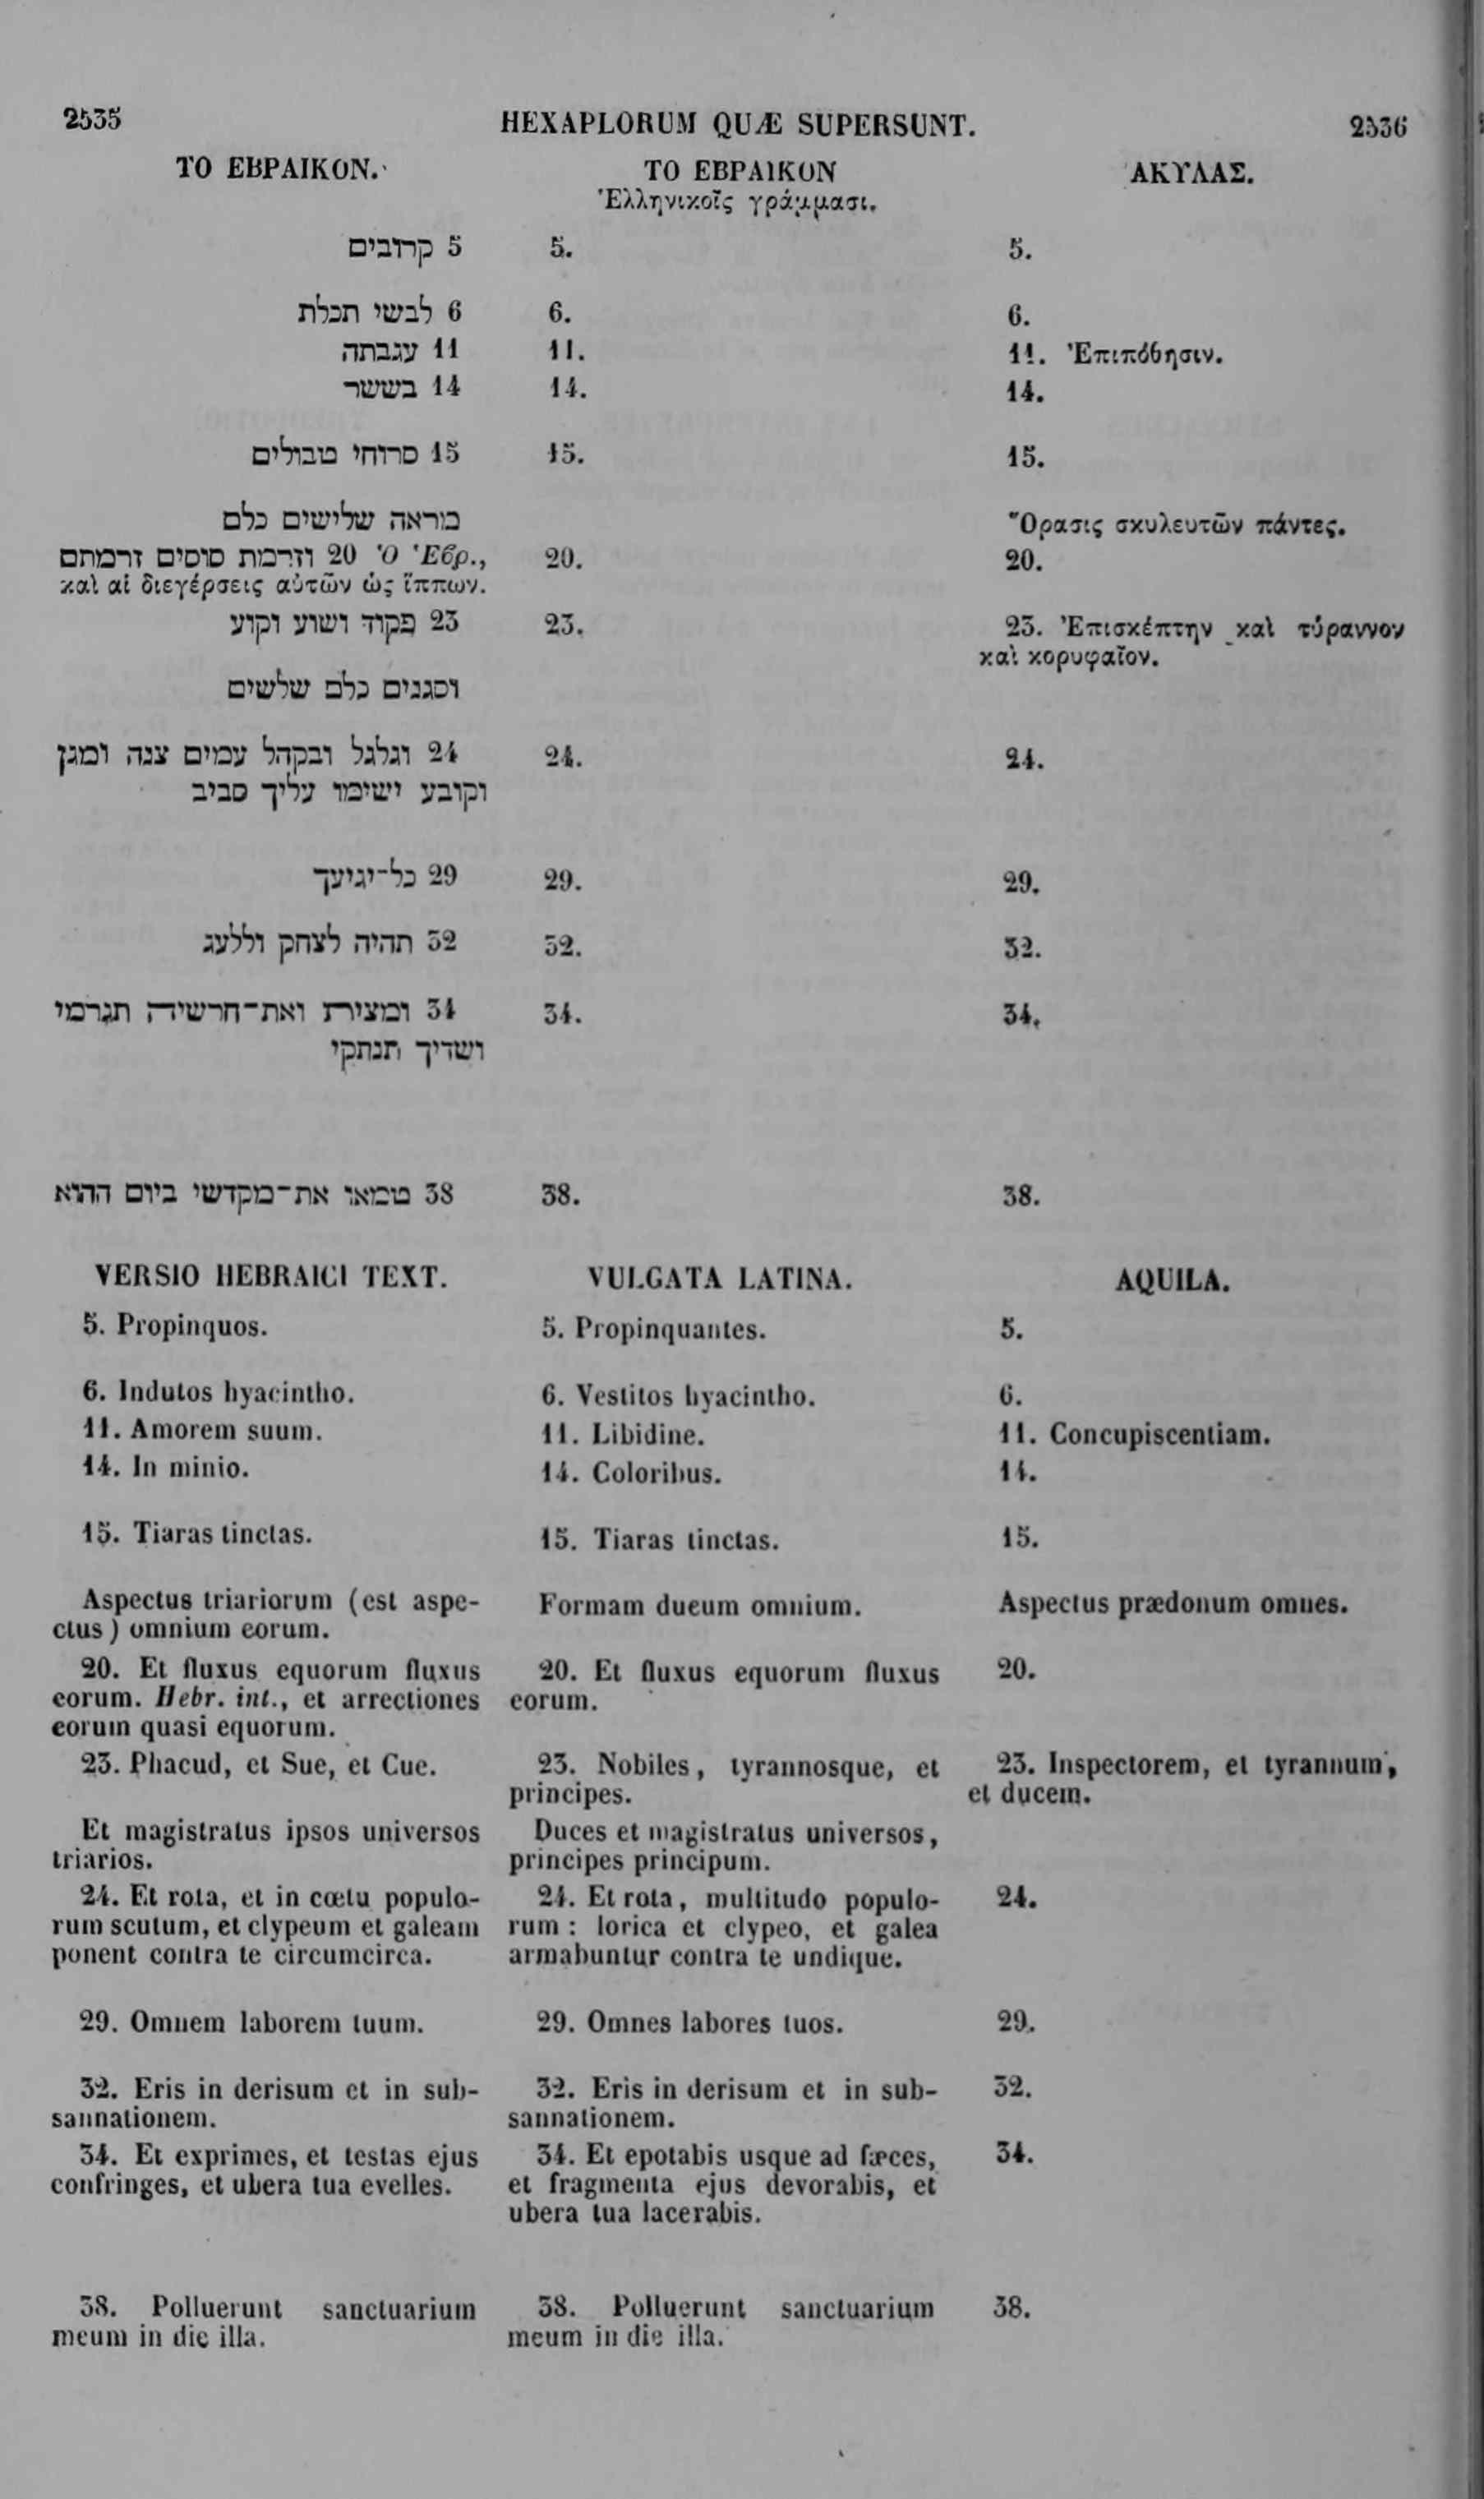 2535
HEXAPLORUM QUÆ SUPERSUNT.
2536
ΤΟ ΕΒΡΑΙΚΟΝ.
5 קרובים
6 לבשי תכלת
11 עגבתה
14 בששר
15 סרוחי טבולים
מראה שלישים כלם
וזרמת סוסים זרמתם 20 Ὁ Ἑβρ.,
καὶ αἱ διεγέρσεις αὐτῶν ὡς ἵππων.
23 פקוד ושוע וקוע
וסגנים כלם שלשים
24 וגלגל ובקהל עמים צנה ומגן
וקובע ישימו עליך סביב
29 כל־יגיעך
32 תהיה לצחק וללעג
34 ומצית ואת־חרשיה תגרמי
ושדיך תנתקי
38 טמאו את־מקדשי ביום ההוא
ΤΟ ΕΒΡΑΙΚΟΝ
Ἑλληνικοῖς γράμμασι.
5.
6.
11.
14.
15.
20.
23.
24.
29.
32.
34.
38.
ΑΚΥΛΑΣ.
5.
6.
11. Ἐπιπόθησιν.
14.
15.
Ὅρασις σκυλευτῶν πάντες.
20.
23. Ἐπισκέπτην καὶ τύραννον
καὶ κορυφαῖον.
24.
29.
32.
34.
38.
VERSIO HEBRAICI TEXT.
5. Propinquos.
6. Indutos hyacintho.
11. Amorem suum.
14. In minio.
15. Tiaras tinctas.
Aspectus triariorum (est aspe-
ctus) omnium eorum.
20. Et fluxus equorum fluxus
eorum. Hebr. int., et arrectiones
eorum quasi equorum.
23. Phacud, et Sue, et Cue.
Et magistratus ipsos universos
triarios.
24. Et rota, et in cœtu populo-
rum scutum, et clypeum et galeam
ponent contra te circumcirca.
29. Omnem laborem tuum.
32. Eris in derisum et in sub-
sannationem.
34. Et exprimes, et testas ejus
confringes, et ubera tua evelles.
38. Polluerunt sanctuarium
meum in die illa.
VULGATA LATINA.
5. Propinquantes.
6. Vestitos hyacintho.
11. Libidine.
14. Coloribus.
15. Tiaras tinctas.
Formam ducum omnium.
20. Et fluxus equorum fluxus
eorum.
23. Nobiles, tyrannosque, et
principes.
Duces et magistratus universos,
principes principum.
24. Et rota, multitudo populo-
rum : lorica et clypeo, et galea
armabuntur contra te undique.
29. Omnes labores tuos.
32. Eris in derisum et in sub-
sannationem.
34. Et epotabis usque ad fæces,
et fragmenta ejus devorabis, et
ubera tua lacerabis.
38. Polluerunt sanctuarium
meum in die illa.
AQUILA.
5.
6.
11. Concupiscentiam.
14.
15.
Aspectus prædonum omnes.
20.
23. Inspectorem, et tyrannum,
et ducem.
24.
29.
32.
34.
38.